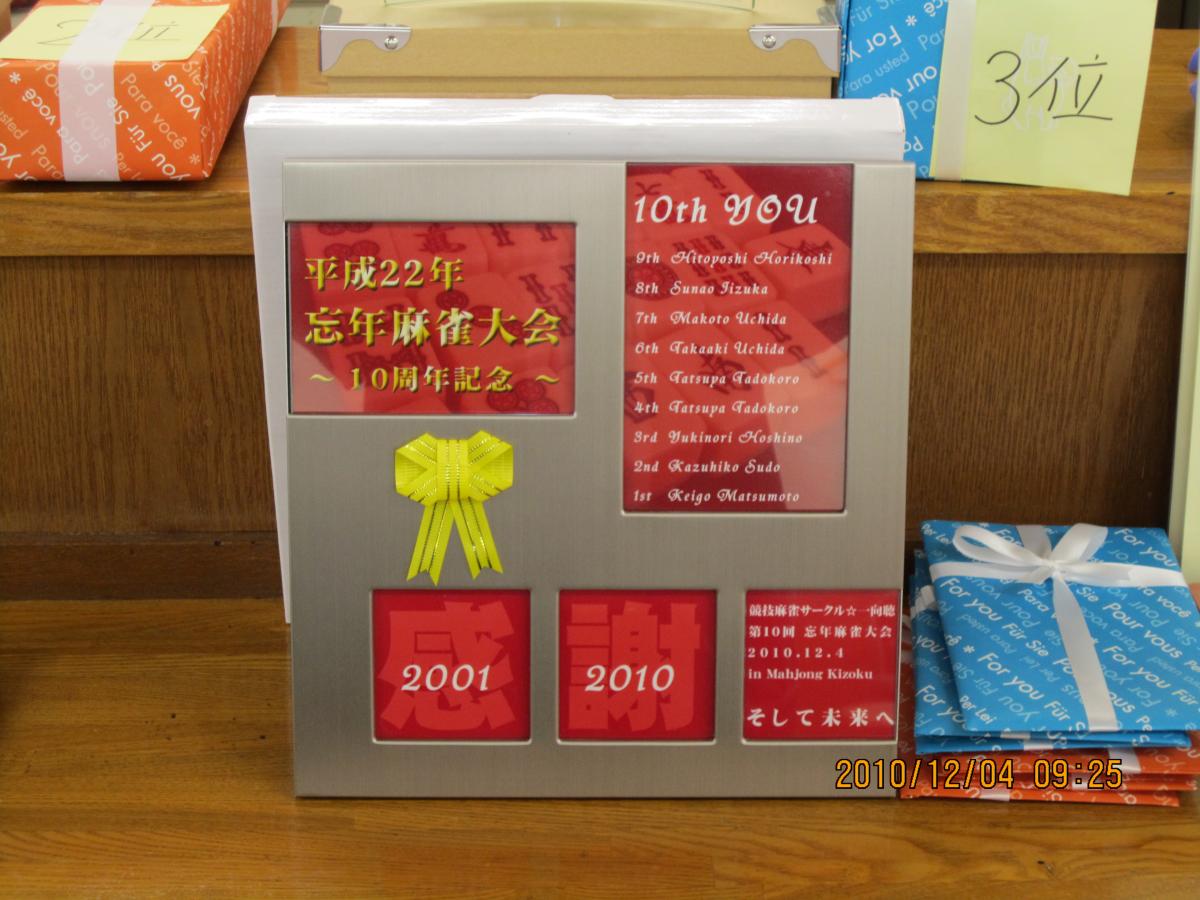 2位
3位
平成22年
忘年麻雀大会
～ 10周年記念 ～
10th YOU
9th Hitoyoshi Horikoshi
8th Sunao Iizuka
7th Makoto Uchida
6th Takaaki Uchida
5th Tatsuya Tadokoro
4th Tatsuya Tadokoro
3rd Yukinori Hoshino
2nd Kazuhiko Sudo
1st Keigo Matsumoto
感
2001
謝
2010
競技麻雀サークル☆一向聴
第10回 忘年麻雀大会
2010.12.4
in Mahjong Kizoku
そして未来へ
For you Für Sie Pour vous
Para você
2010/12/04 09:25